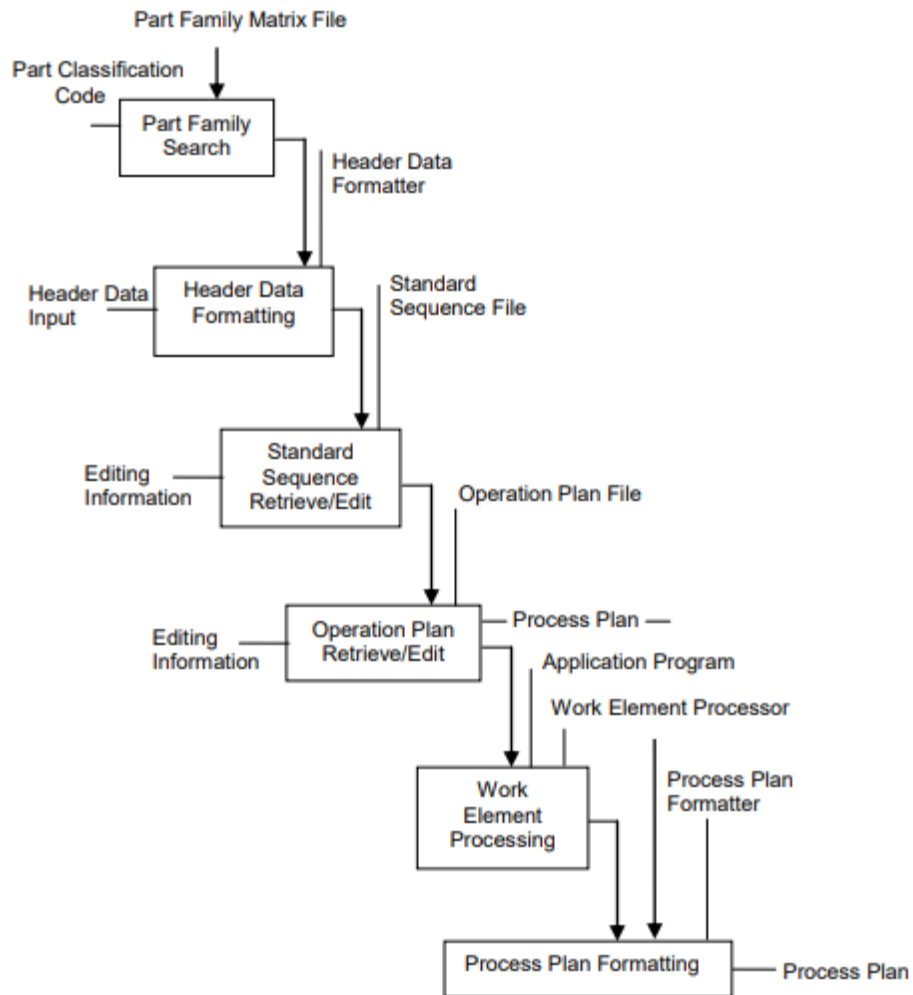 Part Family Matrix File
Part Classification
Code
Part Family
Search
Header Data
Formatter
Header Data
Input
Header Data
Formatting
Standard
Sequence File
Editing
Information
Standard
Sequence
Retrieve/Edit
Operation Plan File
Editing
Information
Operation Plan
Retrieve/Edit
Process Plan
Application Program
Work Element Processor
Work
Element
Processing
Process Plan
Formatter
Process Plan Formatting
Process Plan